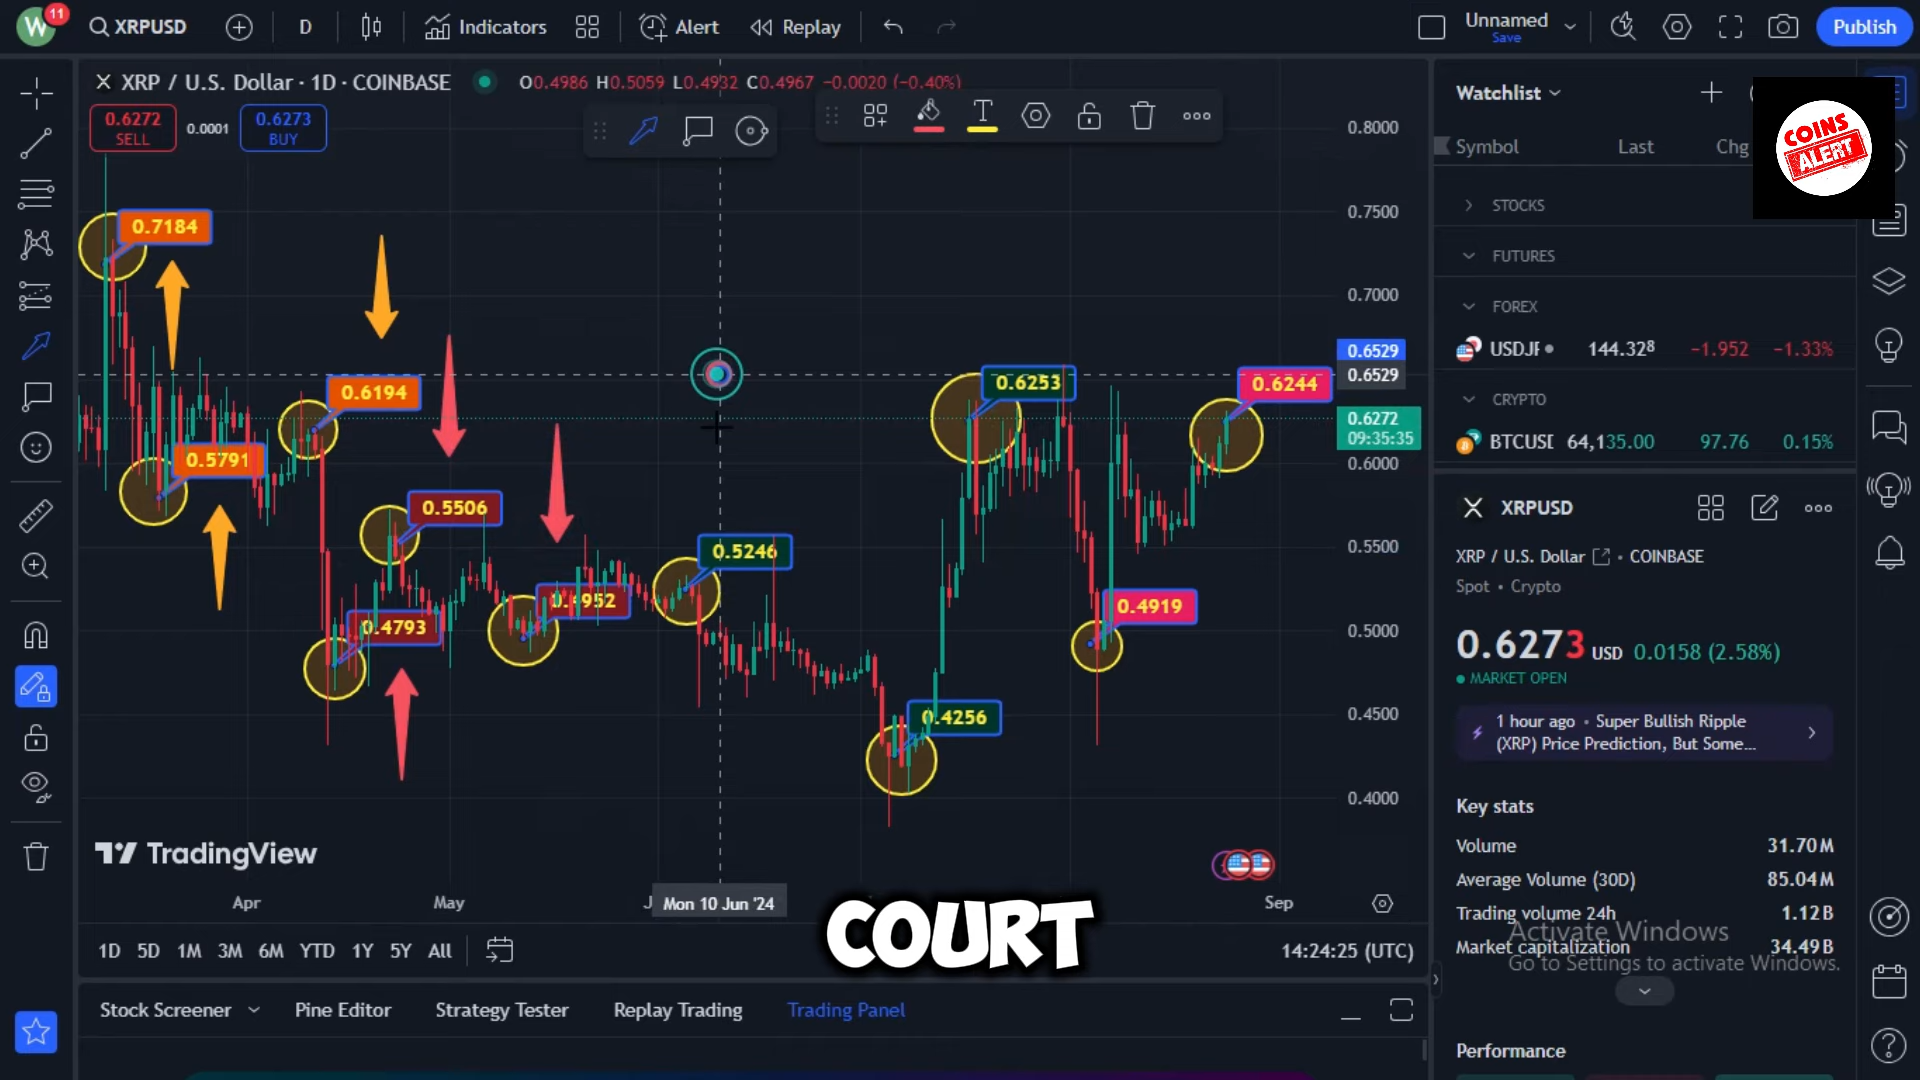 W
11
XRPUSD
D
Indicators
Alert
Replay
Unnamed
Save
Publish
XRP / U.S. Dollar · 1D · COINBASE
O0.4986 H0.5059 L0.4932 C0.4967 −0.0020 (−0.40%)
0.6272
SELL
0.0001
0.6273
BUY
Watchlist
Symbol
Last
Chg
COINS
ALERT
STOCKS
FUTURES
FOREX
USDJF
144.328
−1.952
−1.33%
CRYPTO
BTCUSD
64,135.00
97.76
0.15%
0.8000
0.7500
0.7000
0.6529
0.6529
0.6272
09:35:35
0.6000
0.5500
0.5000
0.4500
0.4000
0.7184
0.6194
0.5791
0.5506
0.4793
0.4952
0.5246
0.4256
0.6253
0.4919
0.6244
XRPUSD
XRP / U.S. Dollar · COINBASE
Spot · Crypto
0.6273 USD 0.0158 (2.58%)
MARKET OPEN
1 hour ago · Super Bullish Ripple
(XRP) Price Prediction, But Some...
Key stats
Volume
31.70M
Average Volume (30D)
85.04M
Trading volume 24h
1.12B
Market capitalization
34.49B
Activate Windows
Go to Settings to activate Windows.
Performance
TradingView
Apr
May
J
Mon 10 Jun '24
Sep
COURT
1D 5D 1M 3M 6M YTD 1Y 5Y All
14:24:25 (UTC)
Stock Screener
Pine Editor
Strategy Tester
Replay Trading
Trading Panel